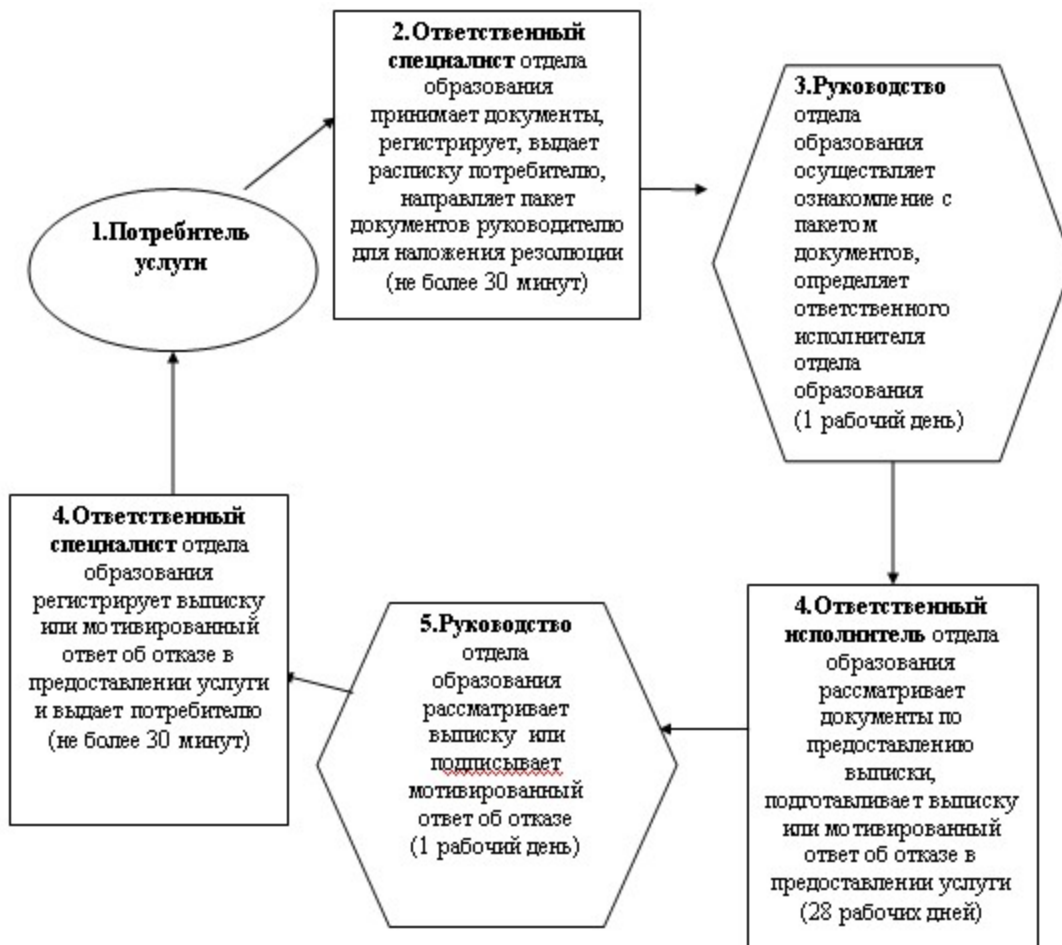 1.Потребитель
услуги
2.Ответственный
специалист отдела
образования
принимает документы,
регистрирует, выдает
расписку потребителю,
направляет пакет
документов руководителю
для наложения резолюции
(не более 30 минут)
3.Руководство
отдела
образования
осуществляет
ознакомление с
пакетом
документов,
определяет
ответственного
исполнителя
отдела
образования
(1 рабочий день)
4.Ответственный
исполнитель отдела
образования
рассматривает
документы по
предоставлению
выписки,
подготавливает выписку
или мотивированный
ответ об отказе в
предоставлении услуги
(28 рабочих дней)
5.Руководство
отдела
образования
рассматривает
выписку или
подписывает
мотивированный
ответ об отказе
(1 рабочий день)
4.Ответственный
специалист отдела
образования
регистрирует выписку
или мотивированный
ответ об отказе в
предоставлении услуги
и выдает потребителю
(не более 30 минут)